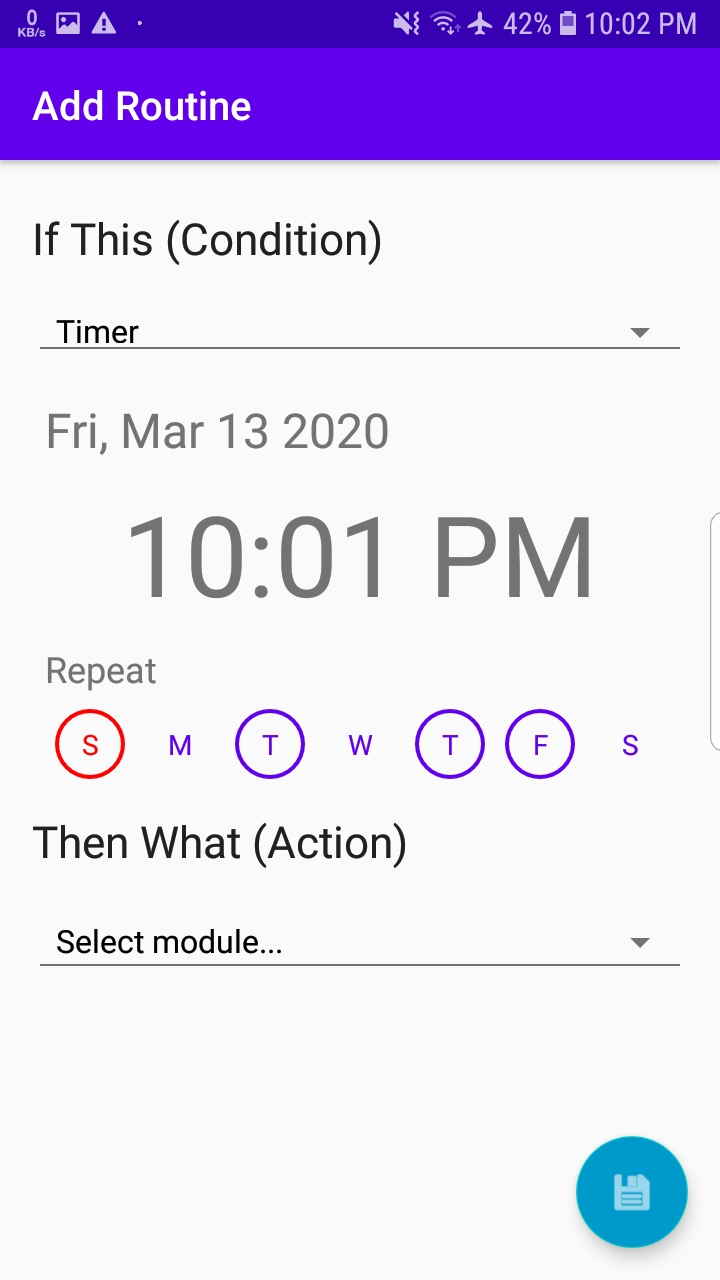 0 KB/s 42% 10:02 PM
Add Routine
If This (Condition)
Timer
Fri, Mar 13 2020
10:01 PM
Repeat
S M T W T F S
Then What (Action)
Select module...